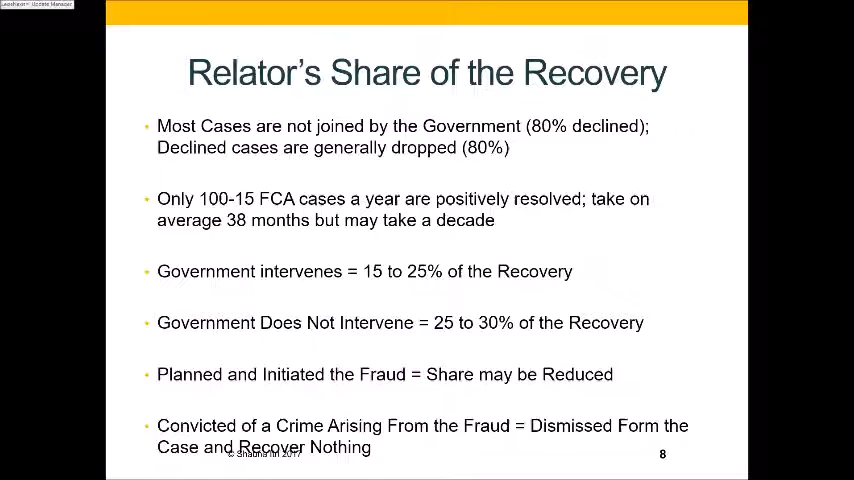 Update Manager
Relator's Share of the Recovery
• Most Cases are not joined by the Government (80% declined);
Declined cases are generally dropped (80%)
• Only 100-15 FCA cases a year are positively resolved; take on
average 38 months but may take a decade
• Government intervenes = 15 to 25% of the Recovery
• Government Does Not Intervene = 25 to 30% of the Recovery
• Planned and Initiated the Fraud = Share may be Reduced
• Convicted of a Crime Arising From the Fraud = Dismissed Form the
Case and Recover Nothing
© 2017
8